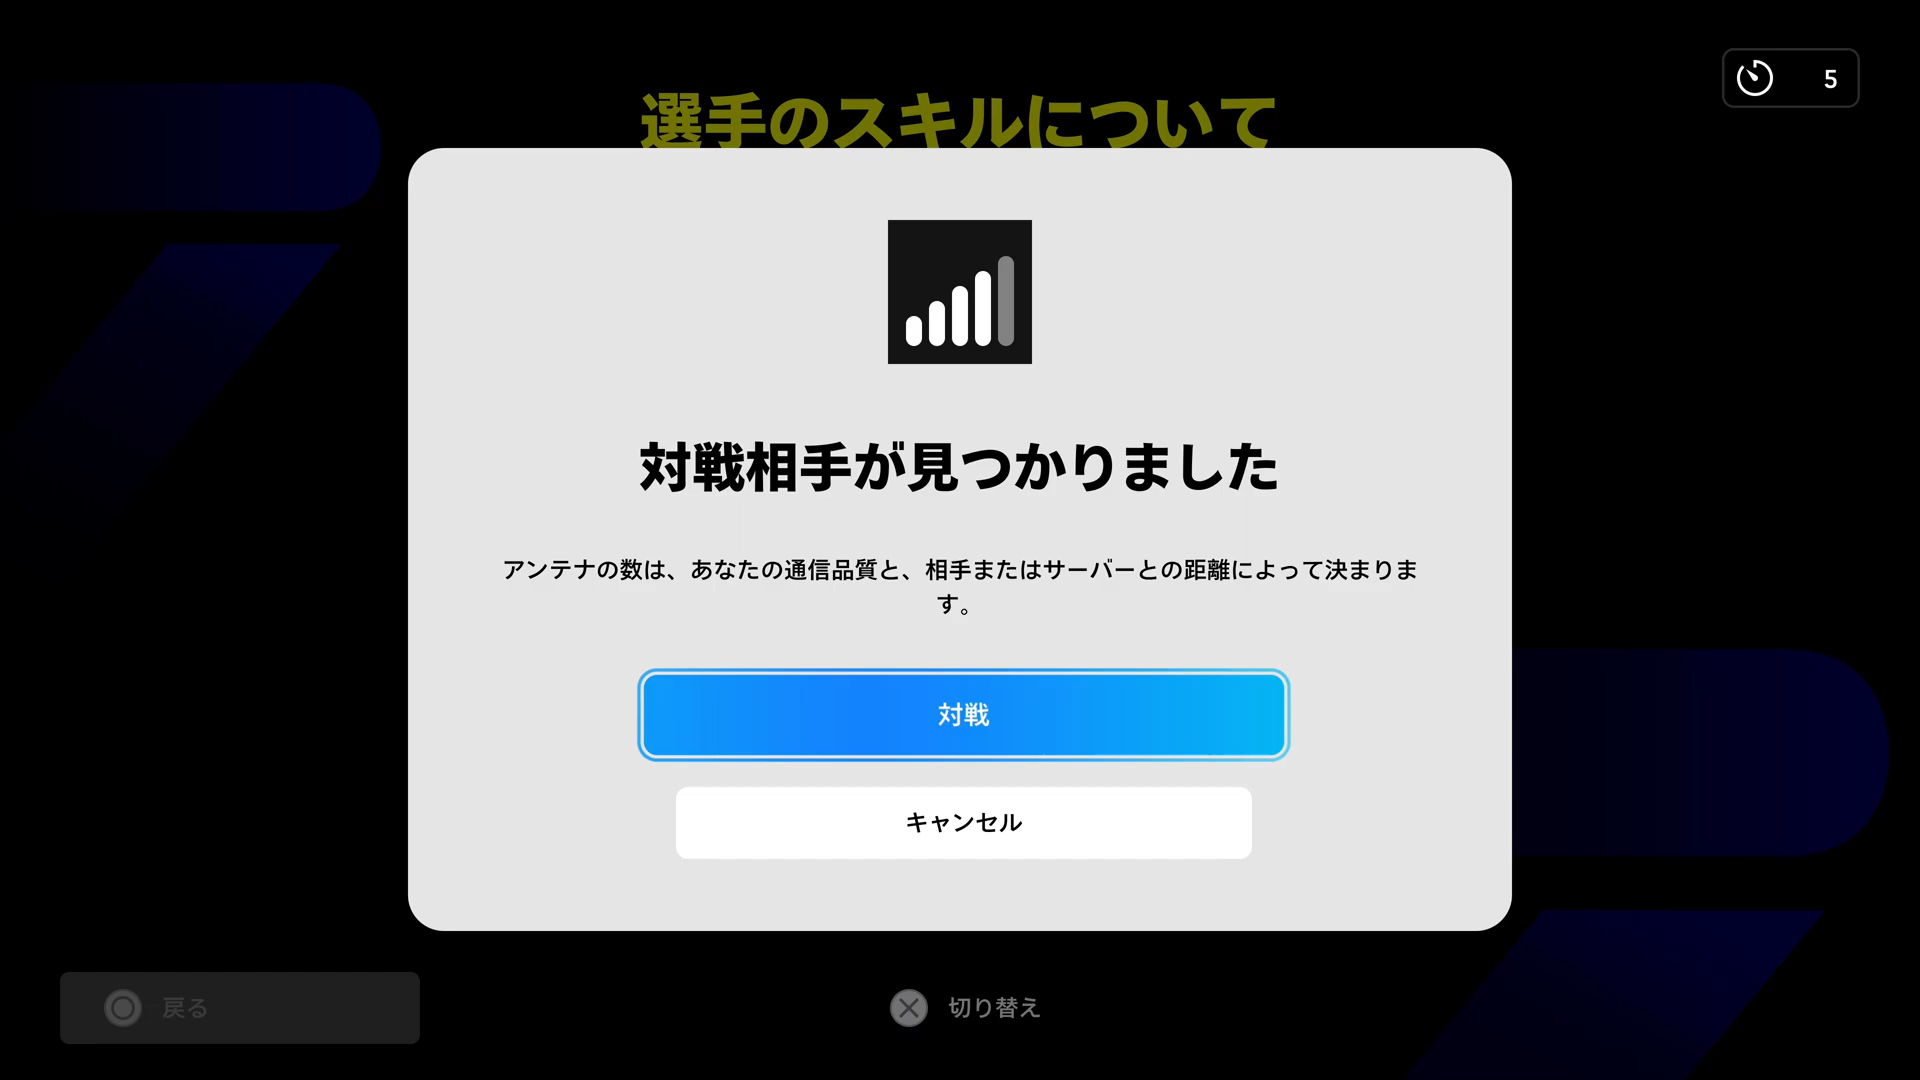 5
選手のスキルについて
対戦相手が見つかりました
アンテナの数は、あなたの通信品質と、相手またはサーバーとの距離によって決まりま
す。
対戦
キャンセル
戻る
切り替え